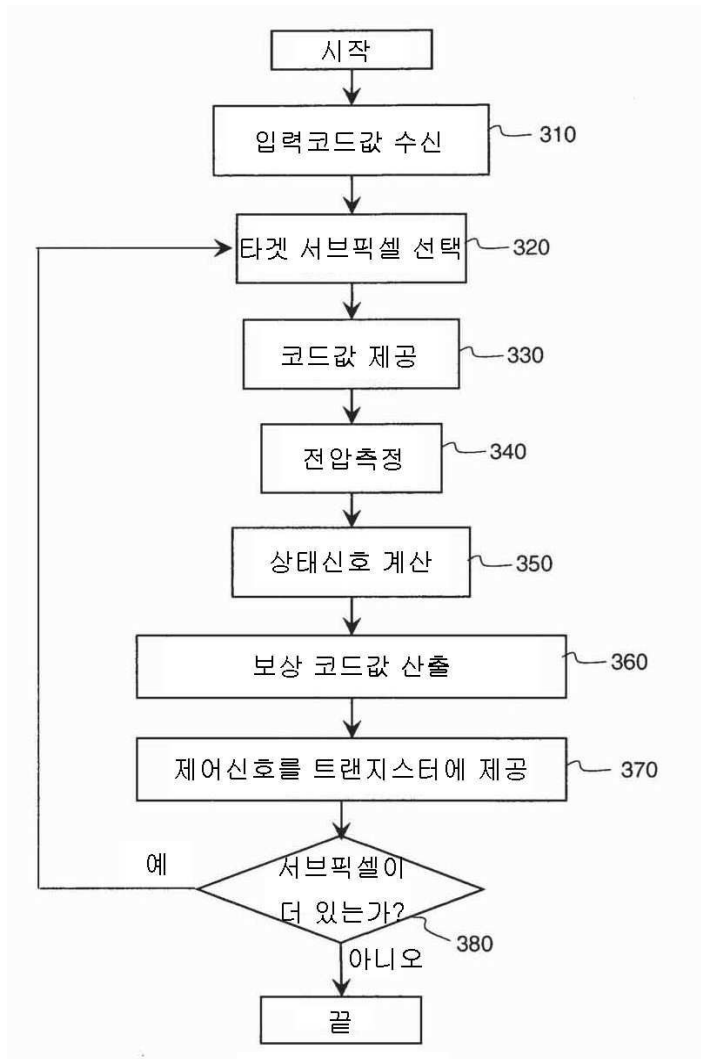 시작
입력코드값 수신
310
타겟 서브픽셀 선택
320
코드값 제공
330
전압측정
340
상태신호 계산
350
보상 코드값 산출
360
제어신호를 트랜지스터에 제공
370
예
서브픽셀이
더 있는가?
380
아니오
끝